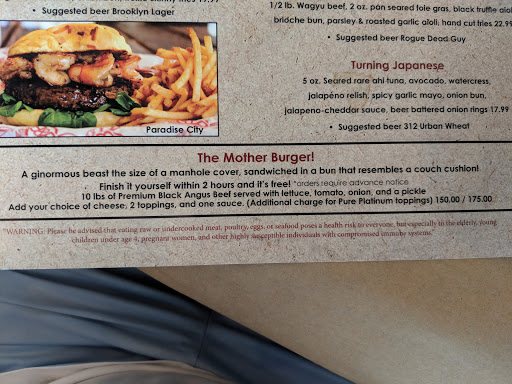 17.99
• Suggested beer Brooklyn Lager
Paradise City
1/2 lb. Wagyu beef, 2 oz. pan seared foie gras, black truffle aioli
brioche bun, parsley & roasted garlic aioli, hand cut fries 22.99
• Suggested beer Rogue Dead Guy
Turning Japanese
5 oz. Seared rare ahi tuna, avocado, watercress,
jalapeño relish, spicy garlic mayo, onion bun,
jalapeno-cheddar sauce, beer battered onion rings 17.99
• Suggested beer 312 Urban Wheat
The Mother Burger!
A ginormous beast the size of a manhole cover, sandwiched in a bun that resembles a couch cushion!
Finish it yourself within 2 hours and it's free! *orders require advance notice
10 lbs of Premium Black Angus Beef served with lettuce, tomato, onion, and a pickle
Add your choice of cheese, 2 toppings, and one sauce. (Additional charge for Pure Platinum toppings) 150.00 / 175.00
"WARNING: Please be advised that eating raw or undercooked meat, poultry, eggs, or seafood poses a health risk to everyone, but especially in the elderly, young
children under age 4, pregnant women, and other highly susceptible individuals with compromised immune systems."